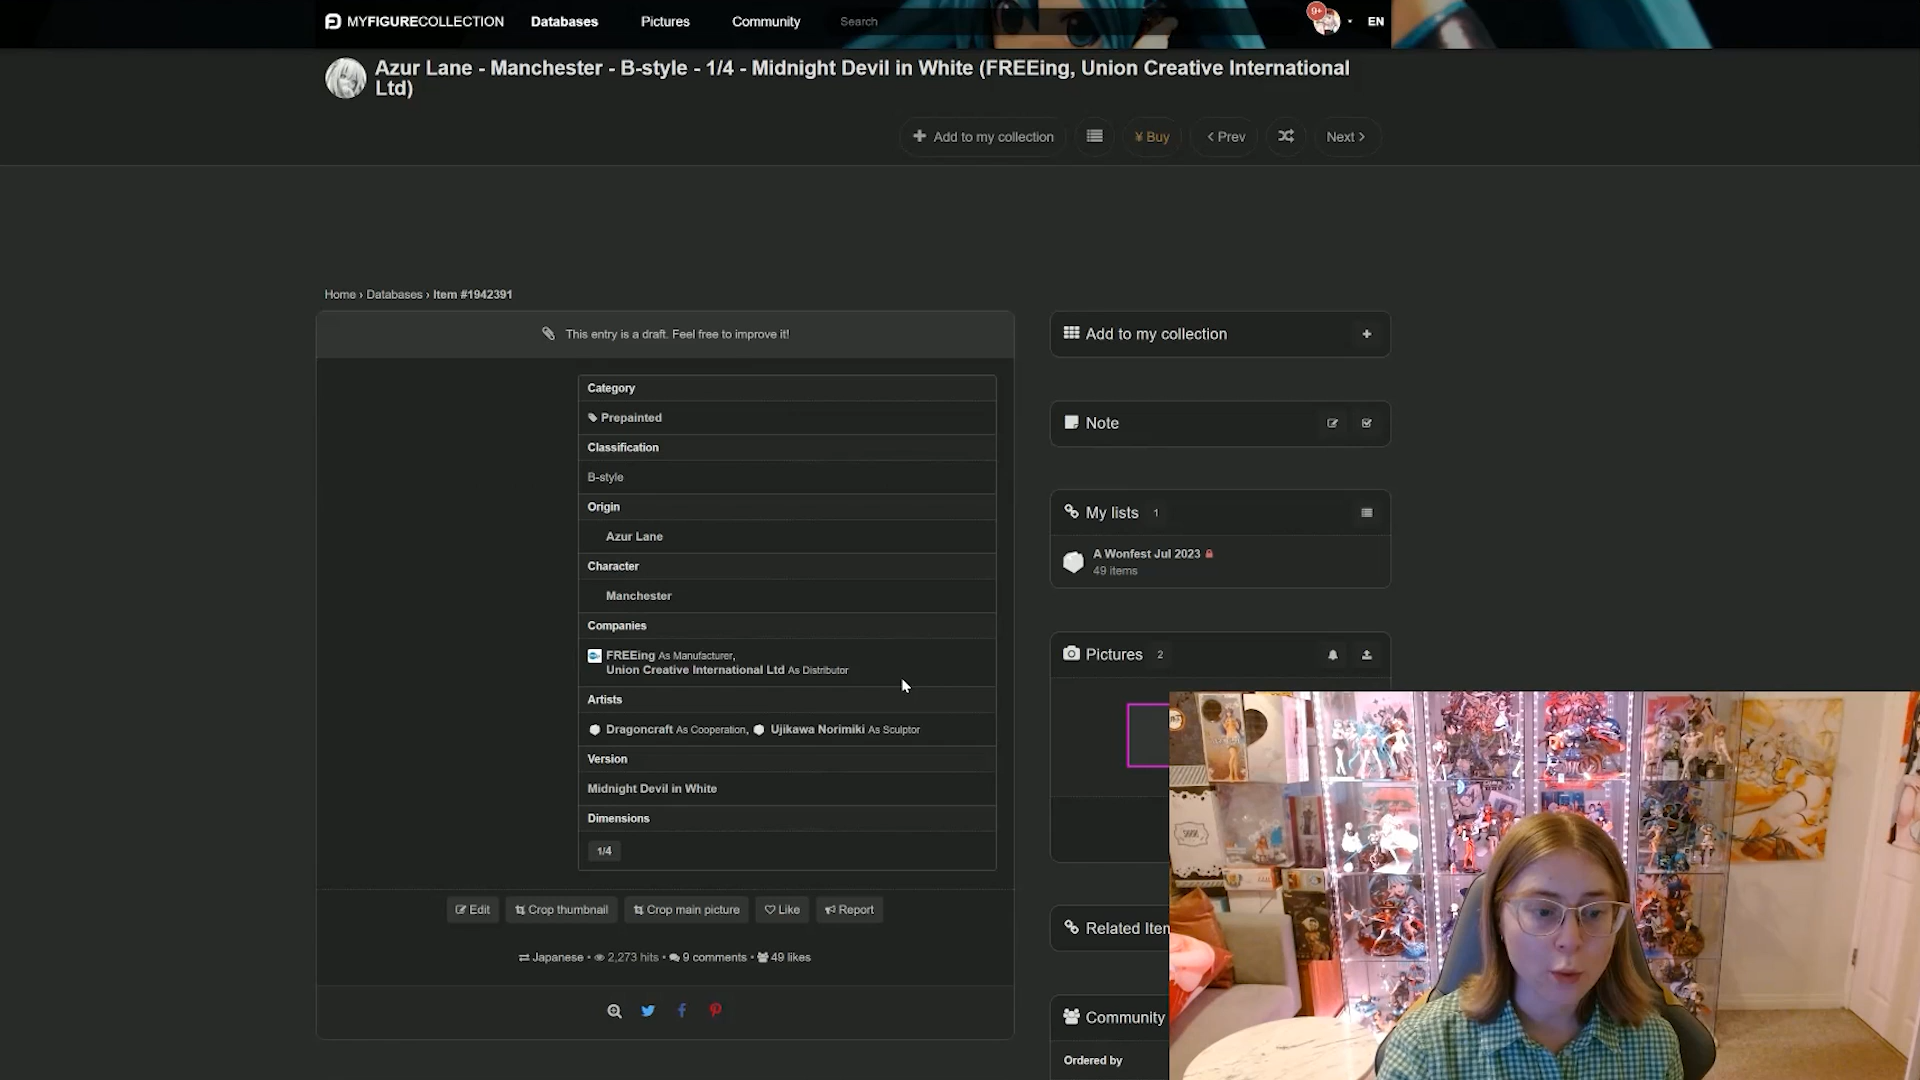 MYFIGURECOLLECTION Databases Pictures Community Search 9+ EN
Azur Lane - Manchester - B-style - 1/4 - Midnight Devil in White (FREEing, Union Creative International
Ltd)
Add to my collection ¥ Buy < Prev Next >
Home › Databases › Item #1942391
This entry is a draft. Feel free to improve it!
Category
Prepainted
Classification
B-style
Origin
Azur Lane
Character
Manchester
Companies
FREEing As Manufacturer,
Union Creative International Ltd As Distributor
Artists
Dragoncraft As Cooperation, Ujikawa Norimiki As Sculptor
Version
Midnight Devil in White
Dimensions
1/4
Edit Crop thumbnail Crop main picture Like Report
Japanese • 2,273 hits • 9 comments • 49 likes
Add to my collection +
Note
My lists 1
A Wonfest Jul 2023
49 items
Pictures 2
Related Item
Community
Ordered by